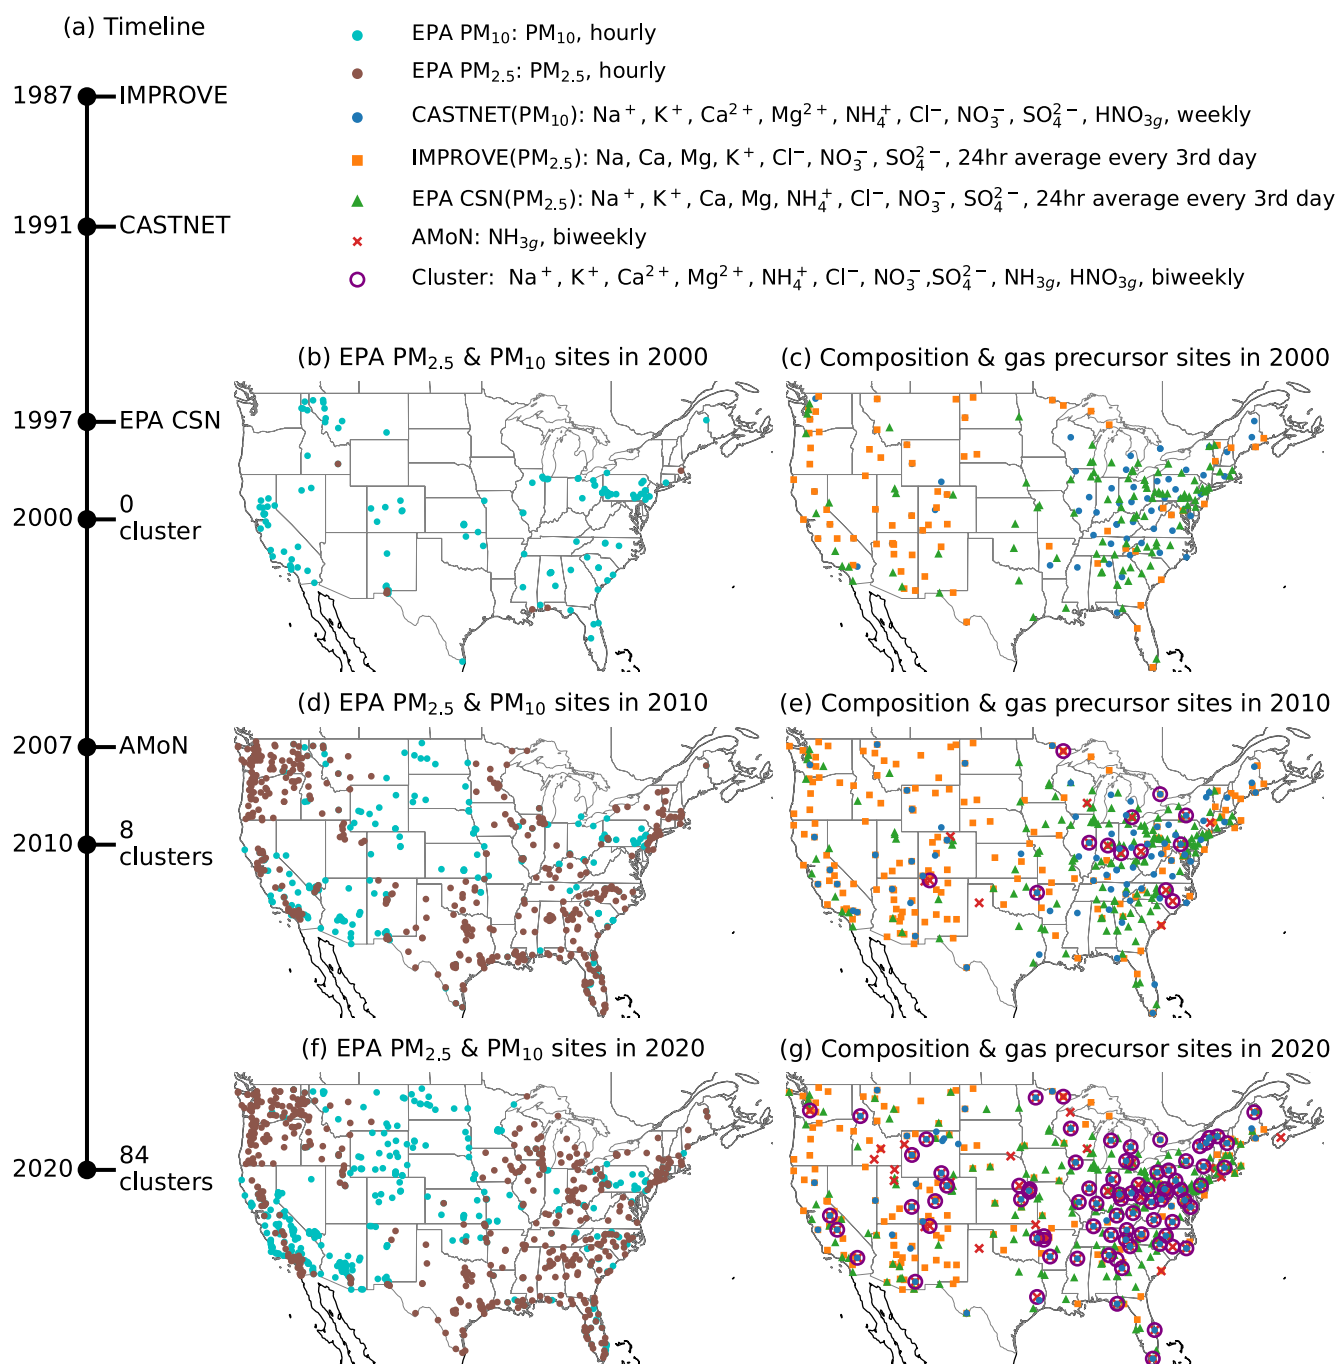 (a) Timeline
EPA PM₁₀: PM₁₀, hourly
EPA PM₂.₅: PM₂.₅, hourly
CASTNET(PM₁₀): Na⁺, K⁺, Ca²⁺, Mg²⁺, NH₄⁺, Cl⁻, NO₃⁻, SO₄²⁻, HNO₃g, weekly
IMPROVE(PM₂.₅): Na, Ca, Mg, K⁺, Cl⁻, NO₃⁻, SO₄²⁻, 24hr average every 3rd day
EPA CSN(PM₂.₅): Na⁺, K⁺, Ca, Mg, NH₄⁺, Cl⁻, NO₃⁻, SO₄²⁻, 24hr average every 3rd day
AMoN: NH₃g, biweekly
Cluster: Na⁺, K⁺, Ca²⁺, Mg²⁺, NH₄⁺, Cl⁻, NO₃⁻,SO₄²⁻, NH₃g, HNO₃g, biweekly
1987 IMPROVE
1991 CASTNET
1997 EPA CSN
2000 0
cluster
2007 AMoN
2010 8
clusters
2020 84
clusters
(b) EPA PM₂.₅ & PM₁₀ sites in 2000
(c) Composition & gas precursor sites in 2000
(d) EPA PM₂.₅ & PM₁₀ sites in 2010
(e) Composition & gas precursor sites in 2010
(f) EPA PM₂.₅ & PM₁₀ sites in 2020
(g) Composition & gas precursor sites in 2020